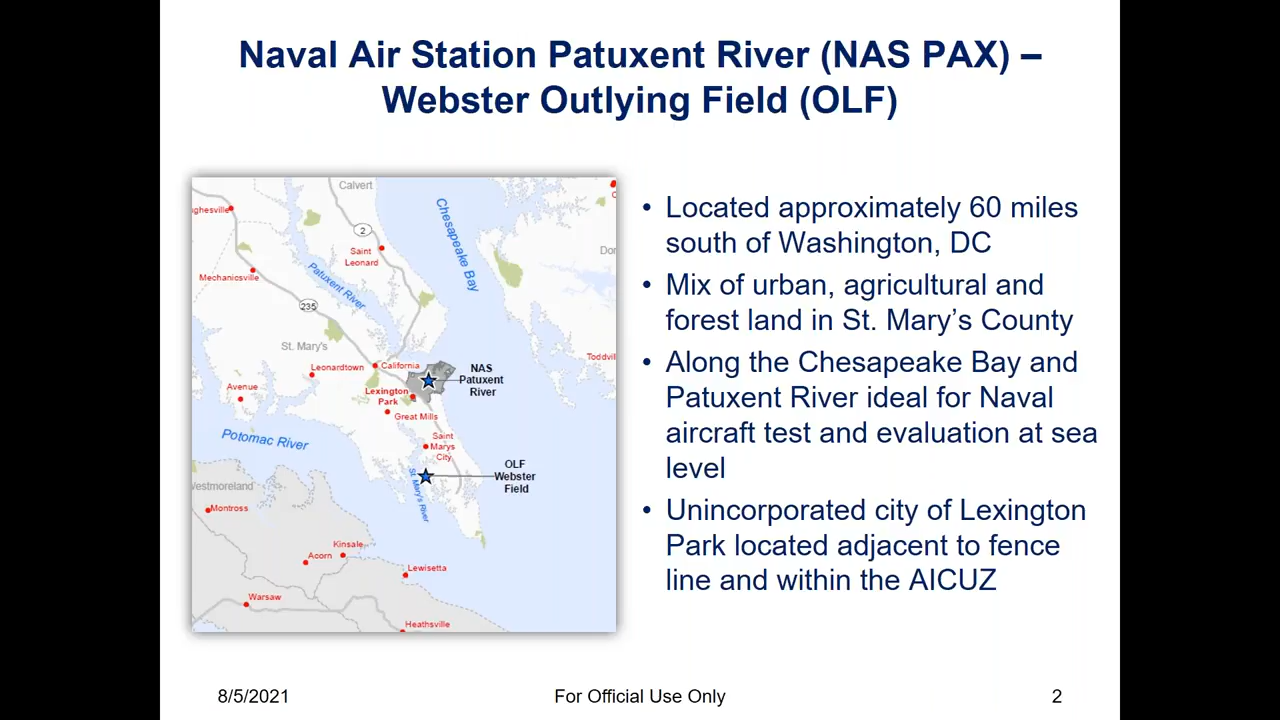 Naval Air Station Patuxent River (NAS PAX) –
Webster Outlying Field (OLF)
Calvert
Chesapeake Bay
ghesville
2
Saint
Leonard
Dor
Mechanicsville
Patuxent River
235
St. Mary's
Toddvil
California
Leonardtown
NAS
Patuxent
River
Avenue
Lexington
Park
Great Mills
Potomac River
Saint
Marys
City
OLF
Webster
Field
St. Mary's River
Westmoreland
Montross
Kinsale
Acorn
Lewisetta
Warsaw
Heathsville
• Located approximately 60 miles
south of Washington, DC
• Mix of urban, agricultural and
forest land in St. Mary’s County
• Along the Chesapeake Bay and
Patuxent River ideal for Naval
aircraft test and evaluation at sea
level
• Unincorporated city of Lexington
Park located adjacent to fence
line and within the AICUZ
8/5/2021
For Official Use Only
2